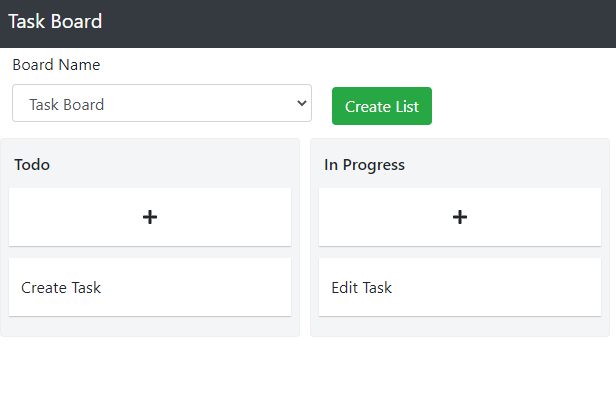 Task Board
Board Name
Task Board
Create List
Todo
In Progress
Create Task
Edit Task